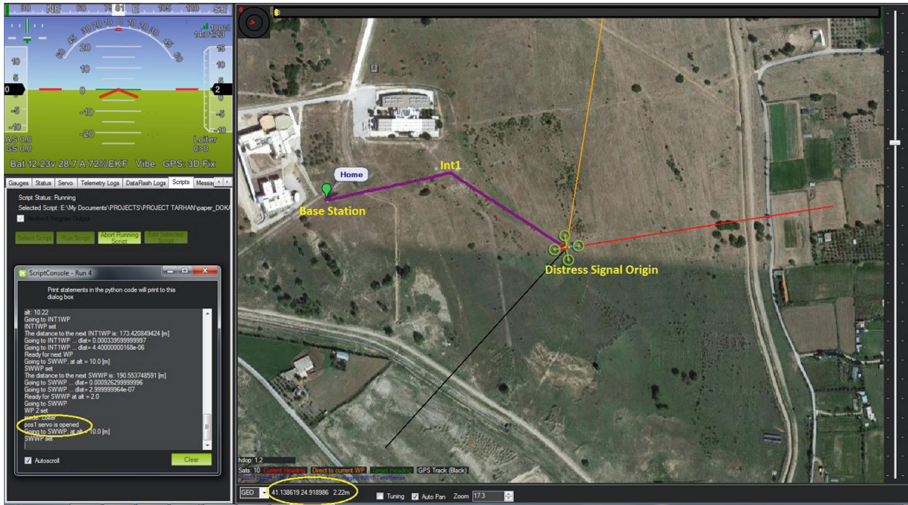 Loiter
Bat 12.23v 28.7 A 72% EKF Vibe GPS: 3D Fix
Gauges Status Servo Telemetry Logs DataFlash Logs Scripts
Script Status: Running
Selected Script: E:\My Documents\PROJECTS\PROJECT TARHAN\paper_DOKA
Abort Running
Script
ScriptConsole - Run 4
Print statements in the python code will print to this
dialog box
alt: 10.22
Going to INT1WP
INT1WP set
The distance to the next INT1WP is: 173.420849424 [m]
Going to INT1WP ... dlat= 0.000339599999997
Going to INT1WP ... dlat= 4.40000000168e-06
Ready for next WP
Going to SWWP, at alt = 10.0 [m]
SWWP set
The distance to the next SWWP is: 190.553748591 [m]
Going to SWWP ... dlat= 0.000926299999996
Going to SWWP ... dlat= 2.999999964e-07
Ready for SWWP at alt = 2.0
Going to SWWP
WP 2 set
pos1 servo is opened
Going to SWWP, at alt = 10.0 [m]
SWWP set
Autoscroll
Clear
Home
Int1
Base Station
Distress Signal Origin
hdop: 1.2
Sats: 10 Current Heading Direct to current WP Target Heading GPS Track (Black)
GEO 41.138619 24.918986 2.22m
Tuning Auto Pan Zoom 17.3